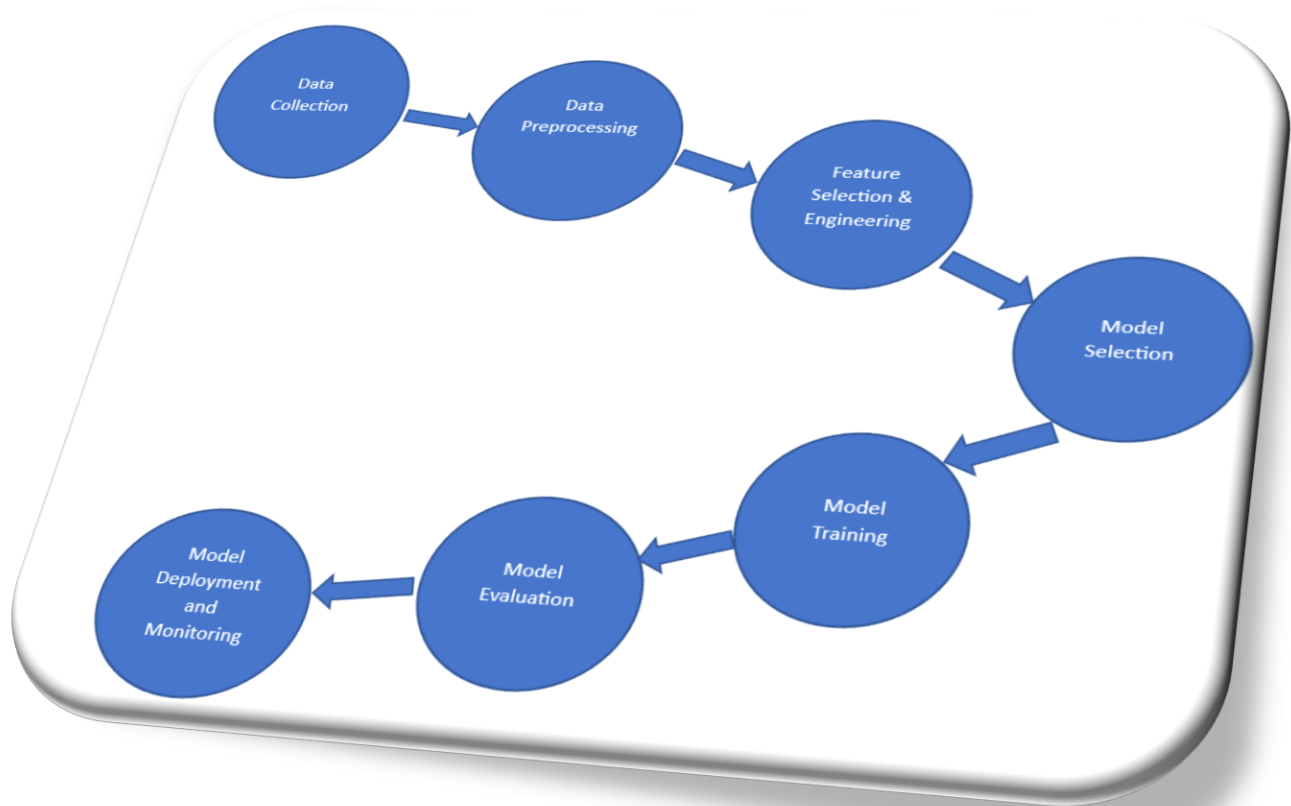 Data
Collection
Data
Preprocessing
Feature
Selection &
Engineering
Model
Selection
Model
Training
Model
Evaluation
Model
Deployment
and
Monitoring